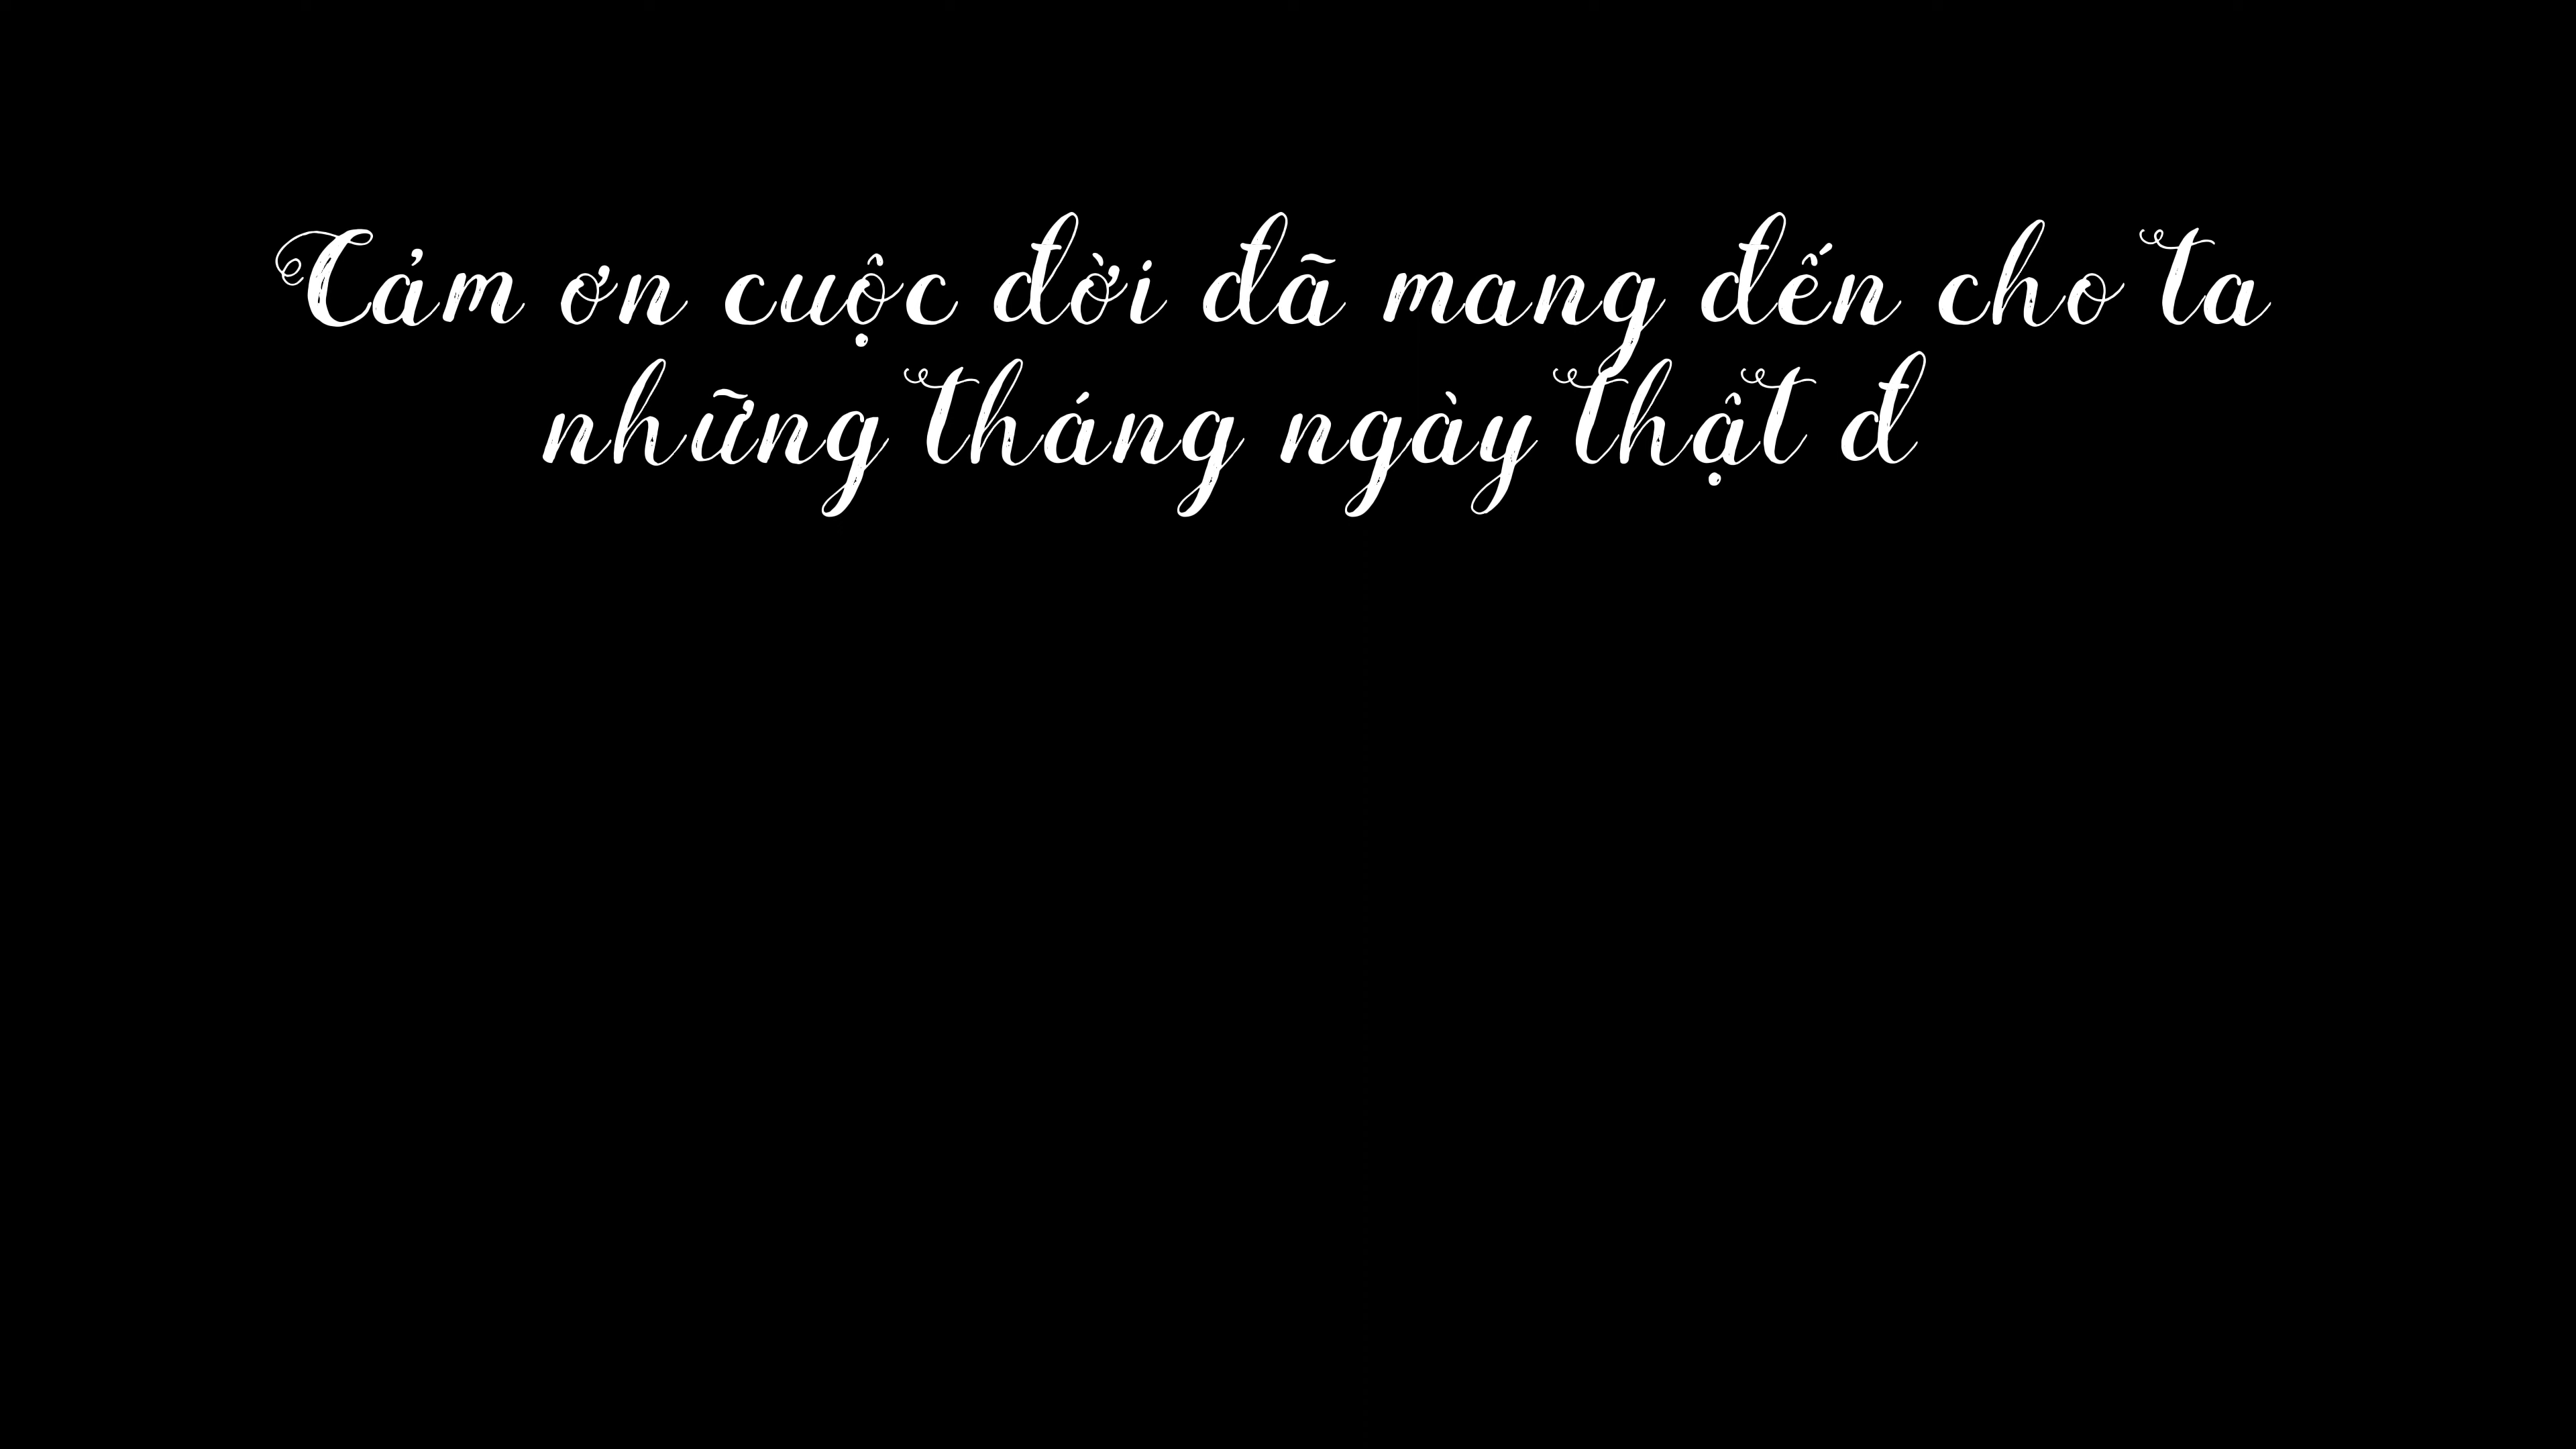 Cảm ơn cuộc đời đã mang đến cho ta
những tháng ngày thật đ